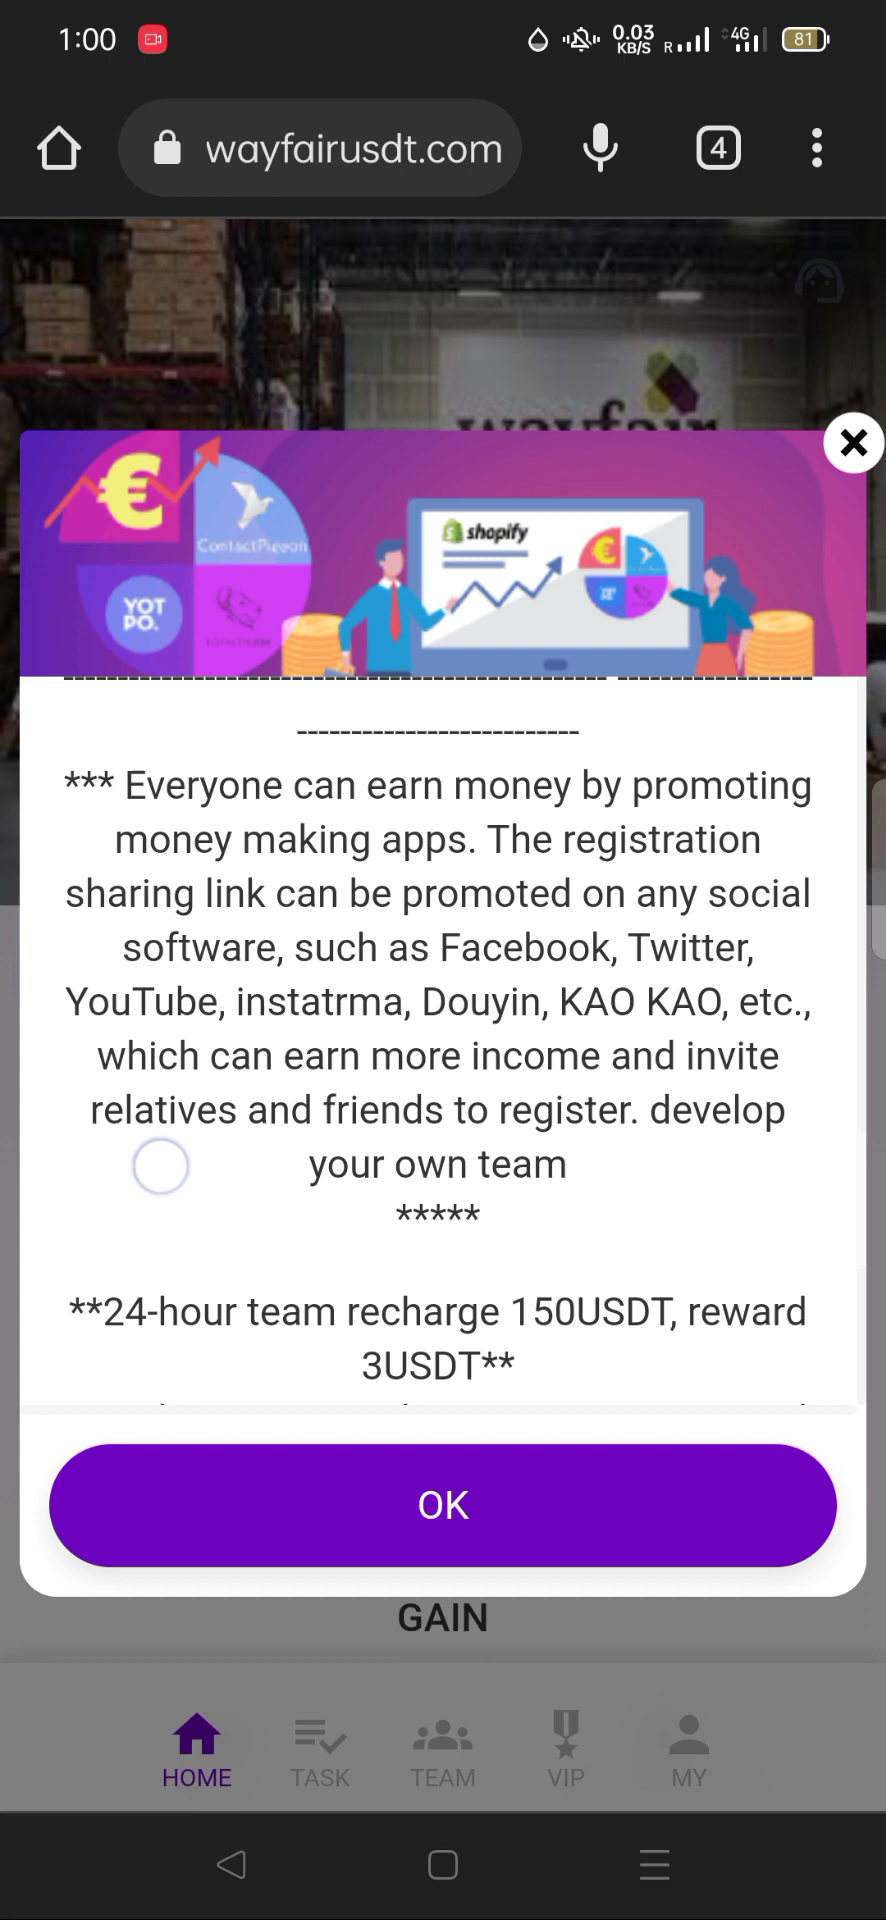 1:00
0.03
KB/S
R
4G
81
wayfairusdt.com
4
wayfair
€
ContactPigeon
shopify
€
YOT
PO.
--------------------------
*** Everyone can earn money by promoting
money making apps. The registration
sharing link can be promoted on any social
software, such as Facebook, Twitter,
YouTube, instatrma, Douyin, KAO KAO, etc.,
which can earn more income and invite
relatives and friends to register. develop
your own team
*****
**24-hour team recharge 150USDT, reward
3USDT**
OK
GAIN
HOME
TASK
TEAM
VIP
MY